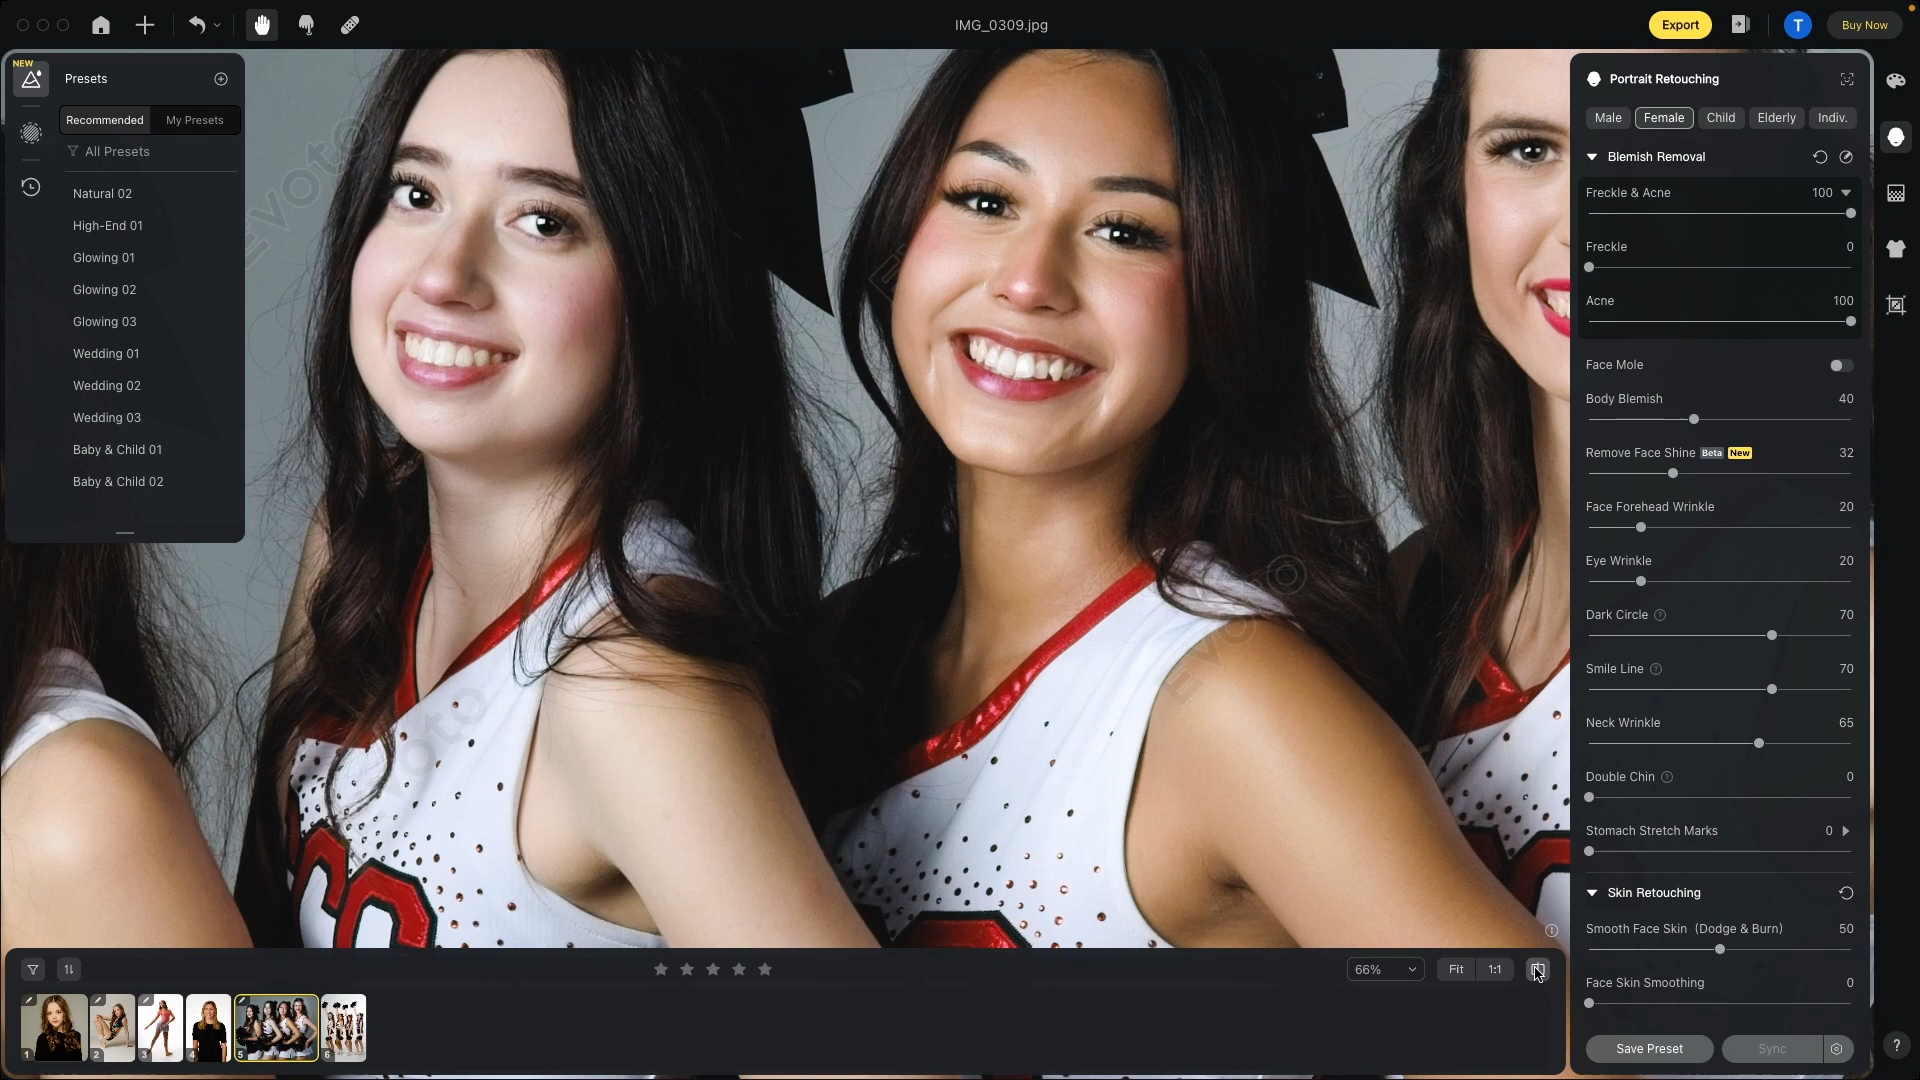 IMG_0309.jpg
Export
T
Buy Now
NEW
Presets
Recommended
My Presets
All Presets
Natural 02
High-End 01
Glowing 01
Glowing 02
Glowing 03
Wedding 01
Wedding 02
Wedding 03
Baby & Child 01
Baby & Child 02
Evoto
Evoto
Evoto
Portrait Retouching
Male
Female
Child
Elderly
Indiv.
Blemish Removal
Freckle & Acne 100
Freckle 0
Acne 100
Face Mole
Body Blemish 40
Remove Face Shine Beta New 32
Face Forehead Wrinkle 20
Eye Wrinkle 20
Dark Circle ? 70
Smile Line ? 70
Neck Wrinkle 65
Double Chin ? 0
Stomach Stretch Marks 0
Skin Retouching
Smooth Face Skin (Dodge & Burn) 50
Face Skin Smoothing 0
Save Preset
Sync
?
66%
Fit
1:1
1
2
3
4
5
6